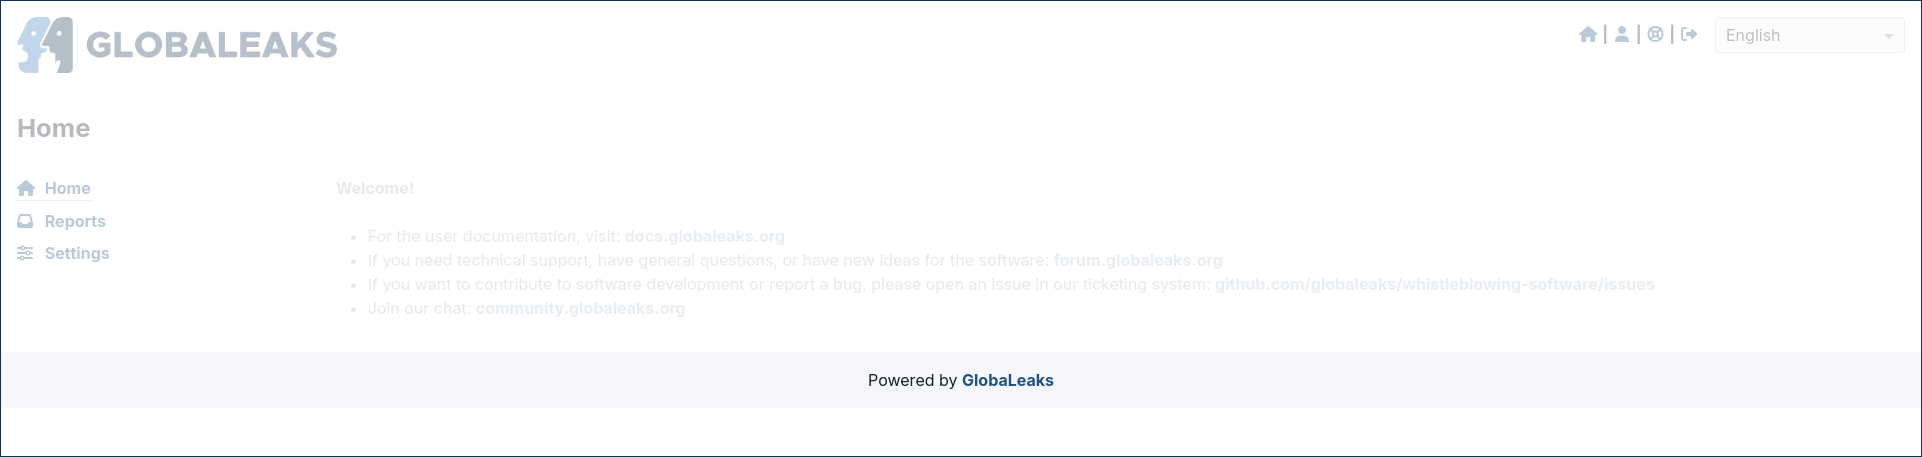 GLOBALEAKS
English
Home
Home
Reports
Settings
Welcome!
For the user documentation, visit: docs.globaleaks.org
If you need technical support, have general questions, or have new ideas for the software: forum.globaleaks.org
If you want to contribute to software development or report a bug, please open an issue in our ticketing system: github.com/globaleaks/whistleblowing-software/issues
Join our chat: community.globaleaks.org
Powered by GlobaLeaks